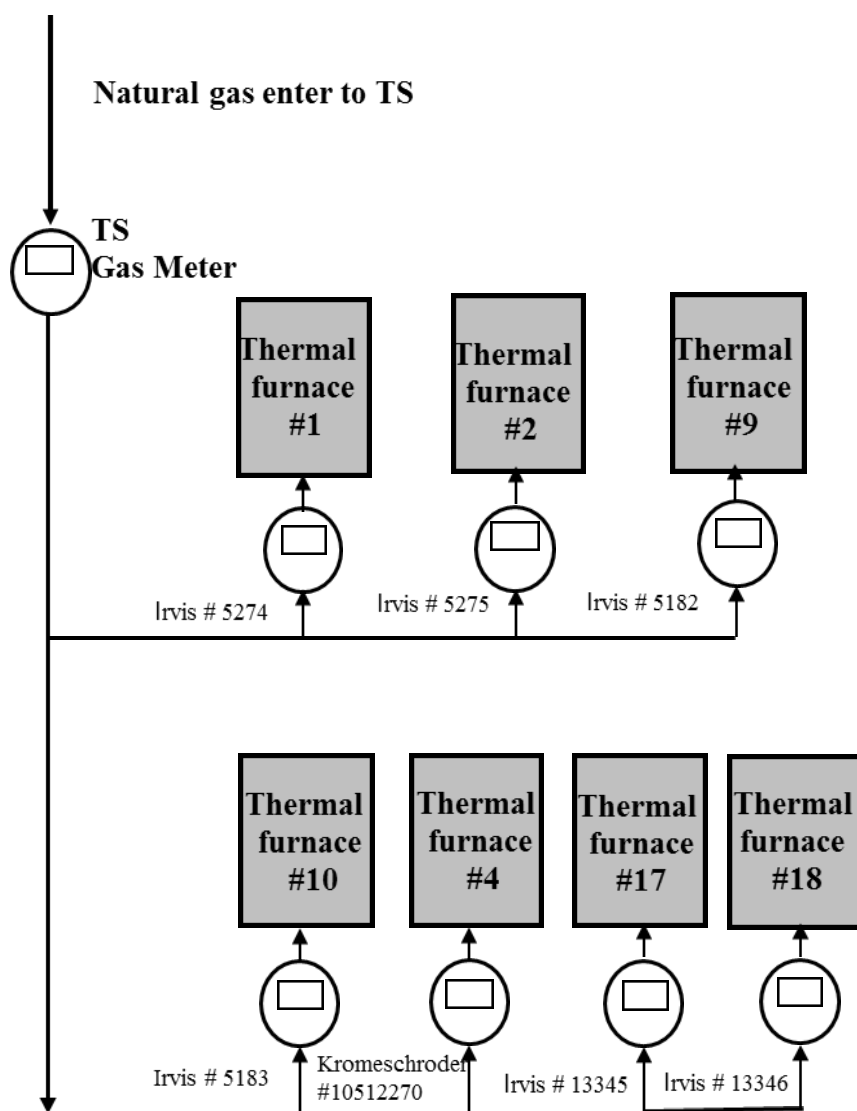 Natural gas enter to TS
TS
Gas Meter
Thermal
furnace
#1
Thermal
furnace
#2
Thermal
furnace
#9
Irvis # 5274
Irvis # 5275
Irvis # 5182
Thermal
furnace
#10
Thermal
furnace
#4
Thermal
furnace
#17
Thermal
furnace
#18
Irvis # 5183
Kromeschroder
#10512270
Irvis # 13345
Irvis # 13346